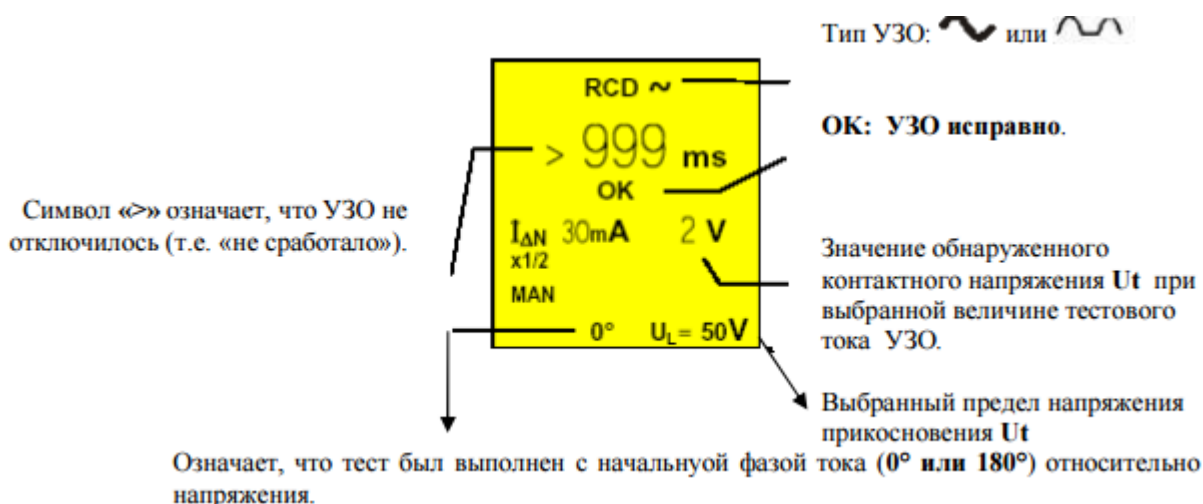 Тип УЗО: или
RCD ~
ОК: УЗО исправно.
> 999 ms
OK
Символ «>» означает, что УЗО не
отключилось (т.е. «не сработало»).
I∆N 30mA 2 V
x1/2
MAN
0° UL= 50V
Значение обнаруженного
контактного напряжения Ut при
выбранной величине тестового
тока УЗО.
Выбранный предел напряжения
прикосновения Ut
Означает, что тест был выполнен с начальнуой фазой тока (0° или 180°) относительно
напряжения.